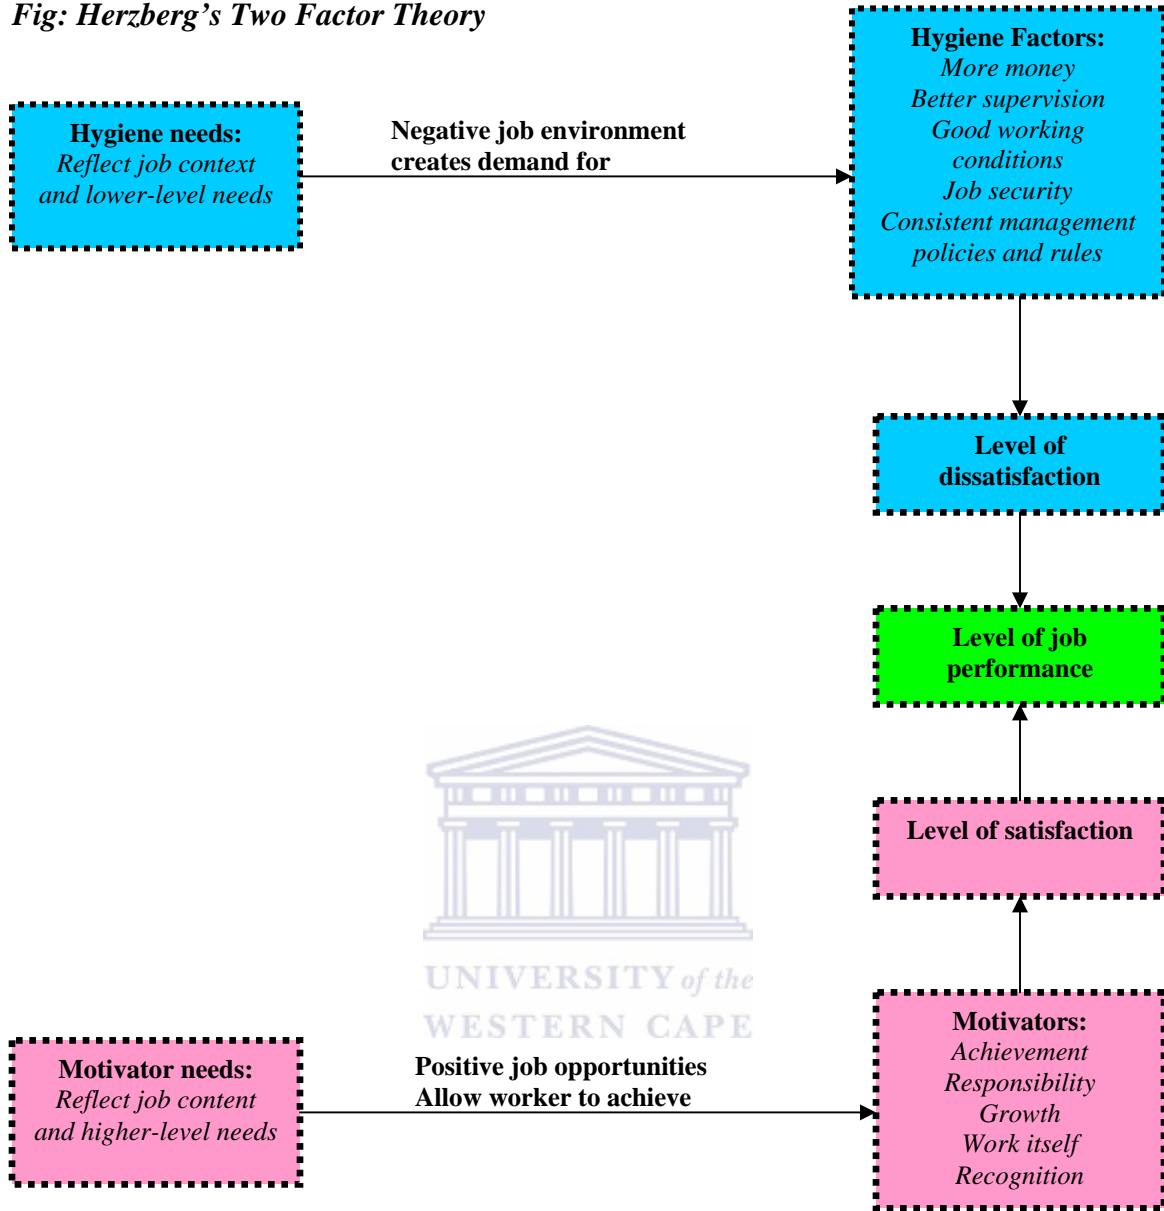 Fig: Herzberg's Two Factor Theory
Hygiene needs:
Reflect job context
and lower-level needs
Negative job environment
creates demand for
Hygiene Factors:
More money
Better supervision
Good working
conditions
Job security
Consistent management
policies and rules
Level of
dissatisfaction
Level of job
performance
Level of satisfaction
UNIVERSITY of the
WESTERN CAPE
Motivator needs:
Reflect job content
and higher-level needs
Positive job opportunities
Allow worker to achieve
Motivators:
Achievement
Responsibility
Growth
Work itself
Recognition